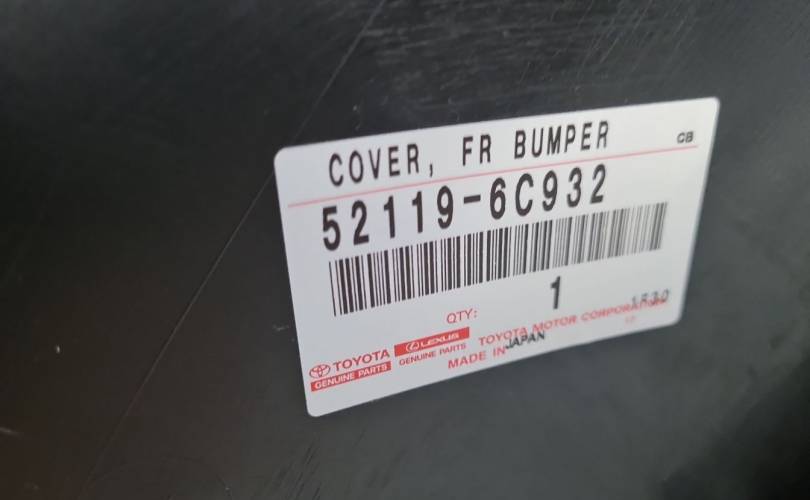 COVER, FR BUMPER CB
52119-6C932
QTY: 1
1R30
TOYOTA LEXUS TOYOTA MOTOR CORPORATION
GENUINE PARTS GENUINE PARTS MADE IN JAPAN